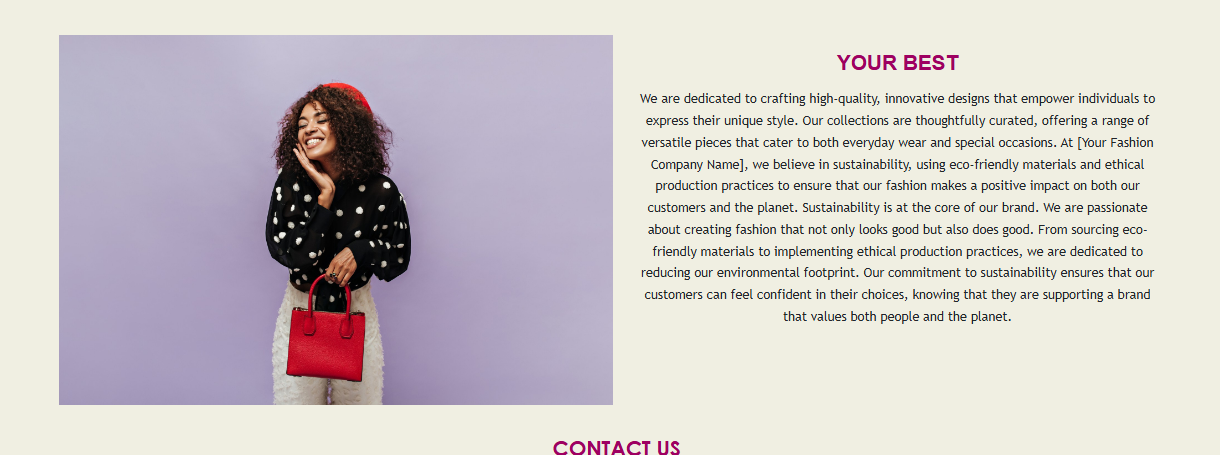 YOUR BEST
We are dedicated to crafting high-quality, innovative designs that empower individuals to
express their unique style. Our collections are thoughtfully curated, offering a range of
versatile pieces that cater to both everyday wear and special occasions. At [Your Fashion
Company Name], we believe in sustainability, using eco-friendly materials and ethical
production practices to ensure that our fashion makes a positive impact on both our
customers and the planet. Sustainability is at the core of our brand. We are passionate
about creating fashion that not only looks good but also does good. From sourcing eco-
friendly materials to implementing ethical production practices, we are dedicated to
reducing our environmental footprint. Our commitment to sustainability ensures that our
customers can feel confident in their choices, knowing that they are supporting a brand
that values both people and the planet.
CONTACT US